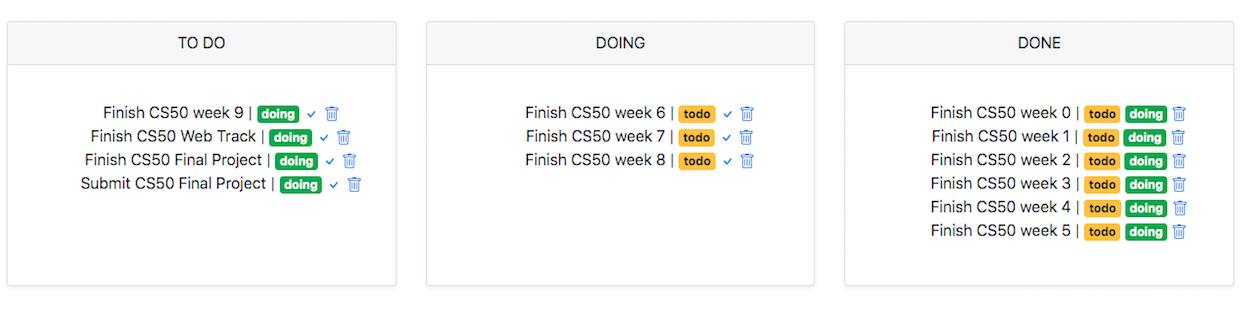 TO DO
Finish CS50 week 9 | doing
Finish CS50 Web Track | doing
Finish CS50 Final Project | doing
Submit CS50 Final Project | doing
DOING
Finish CS50 week 6 | todo
Finish CS50 week 7 | todo
Finish CS50 week 8 | todo
DONE
Finish CS50 week 0 | todo doing
Finish CS50 week 1 | todo doing
Finish CS50 week 2 | todo doing
Finish CS50 week 3 | todo doing
Finish CS50 week 4 | todo doing
Finish CS50 week 5 | todo doing